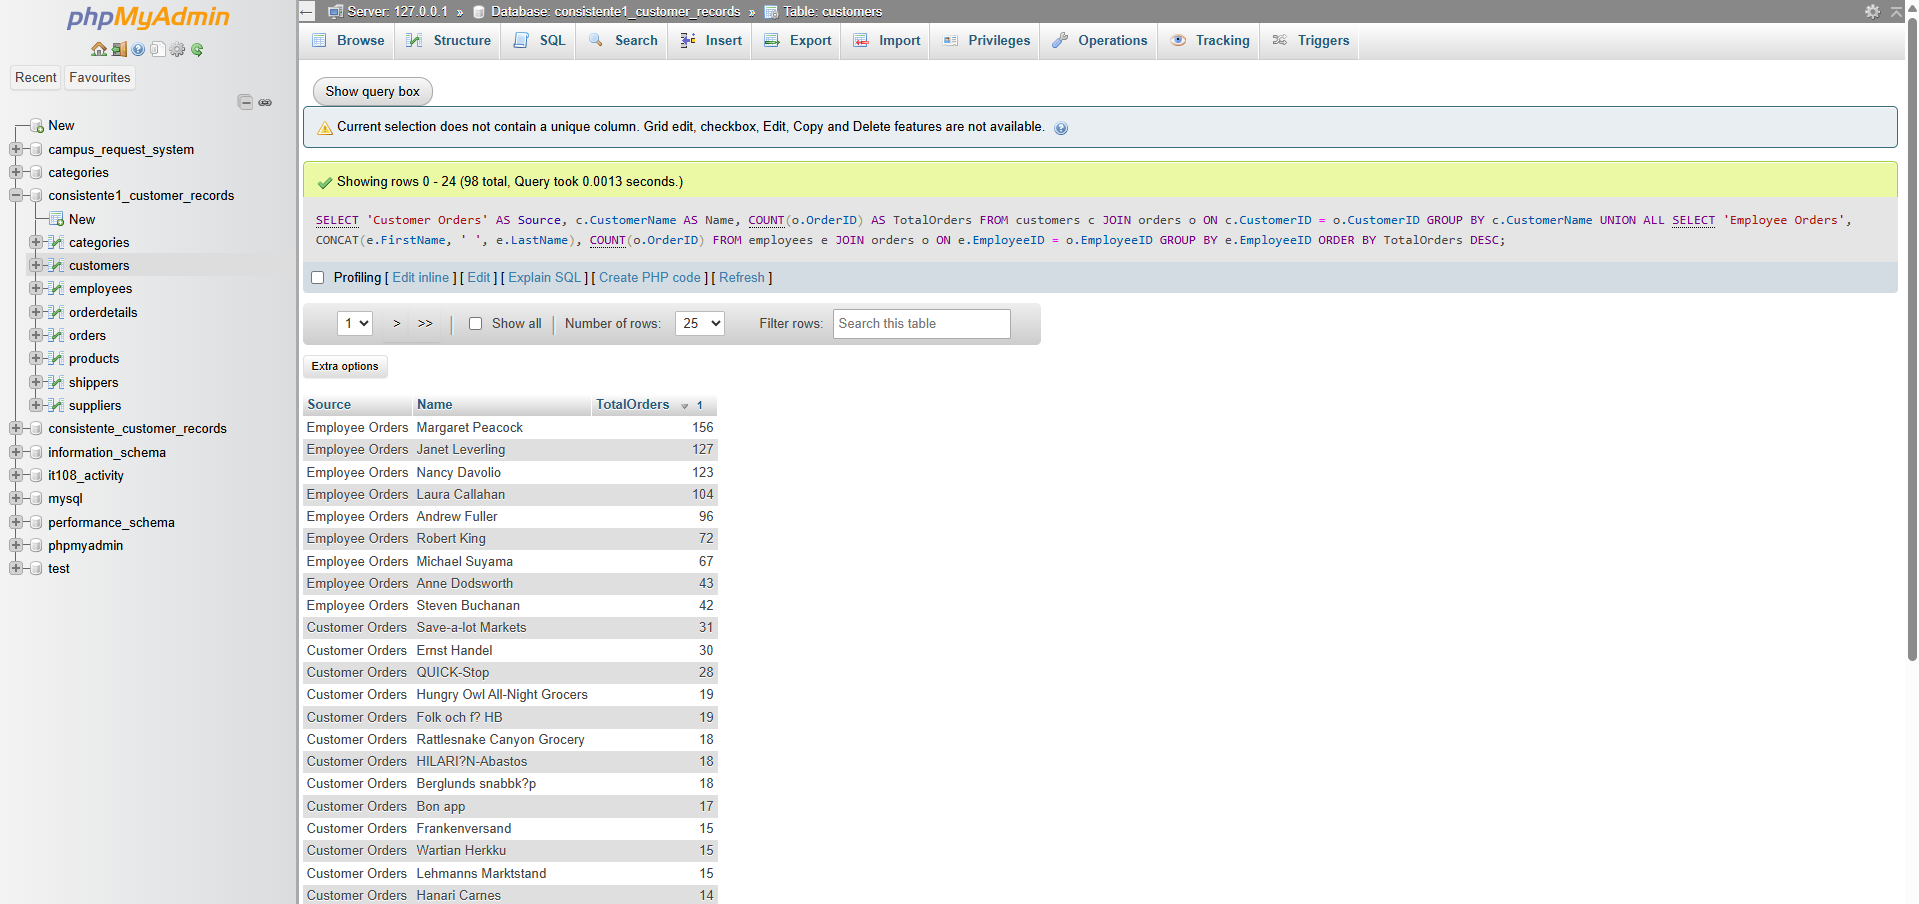 phpMyAdmin
Recent Favourites
New
campus_request_system
categories
consistente1_customer_records
New
categories
customers
employees
orderdetails
orders
products
shippers
suppliers
consistente_customer_records
information_schema
it108_activity
mysql
performance_schema
phpmyadmin
test
Server: 127.0.0.1 » Database: consistente1_customer_records » Table: customers
Browse Structure SQL Search Insert Export Import Privileges Operations Tracking Triggers
Show query box
Current selection does not contain a unique column. Grid edit, checkbox, Edit, Copy and Delete features are not available.
Showing rows 0 - 24 (98 total, Query took 0.0013 seconds.)
SELECT 'Customer Orders' AS Source, c.CustomerName AS Name, COUNT(o.OrderID) AS TotalOrders FROM customers c JOIN orders o ON c.CustomerID = o.CustomerID GROUP BY c.CustomerName UNION ALL SELECT 'Employee Orders',
CONCAT(e.FirstName, ' ', e.LastName), COUNT(o.OrderID) FROM employees e JOIN orders o ON e.EmployeeID = o.EmployeeID GROUP BY e.EmployeeID ORDER BY TotalOrders DESC;
Profiling [ Edit inline ] [ Edit ] [ Explain SQL ] [ Create PHP code ] [ Refresh ]
1 > >> Show all Number of rows: 25 Filter rows: Search this table
Extra options
Source Name TotalOrders 1
Employee Orders Margaret Peacock 156
Employee Orders Janet Leverling 127
Employee Orders Nancy Davolio 123
Employee Orders Laura Callahan 104
Employee Orders Andrew Fuller 96
Employee Orders Robert King 72
Employee Orders Michael Suyama 67
Employee Orders Anne Dodsworth 43
Employee Orders Steven Buchanan 42
Customer Orders Save-a-lot Markets 31
Customer Orders Ernst Handel 30
Customer Orders QUICK-Stop 28
Customer Orders Hungry Owl All-Night Grocers 19
Customer Orders Folk och f? HB 19
Customer Orders Rattlesnake Canyon Grocery 18
Customer Orders HILARI?N-Abastos 18
Customer Orders Berglunds snabbk?p 18
Customer Orders Bon app 17
Customer Orders Frankenversand 15
Customer Orders Wartian Herkku 15
Customer Orders Lehmanns Marktstand 15
Customer Orders Hanari Carnes 14